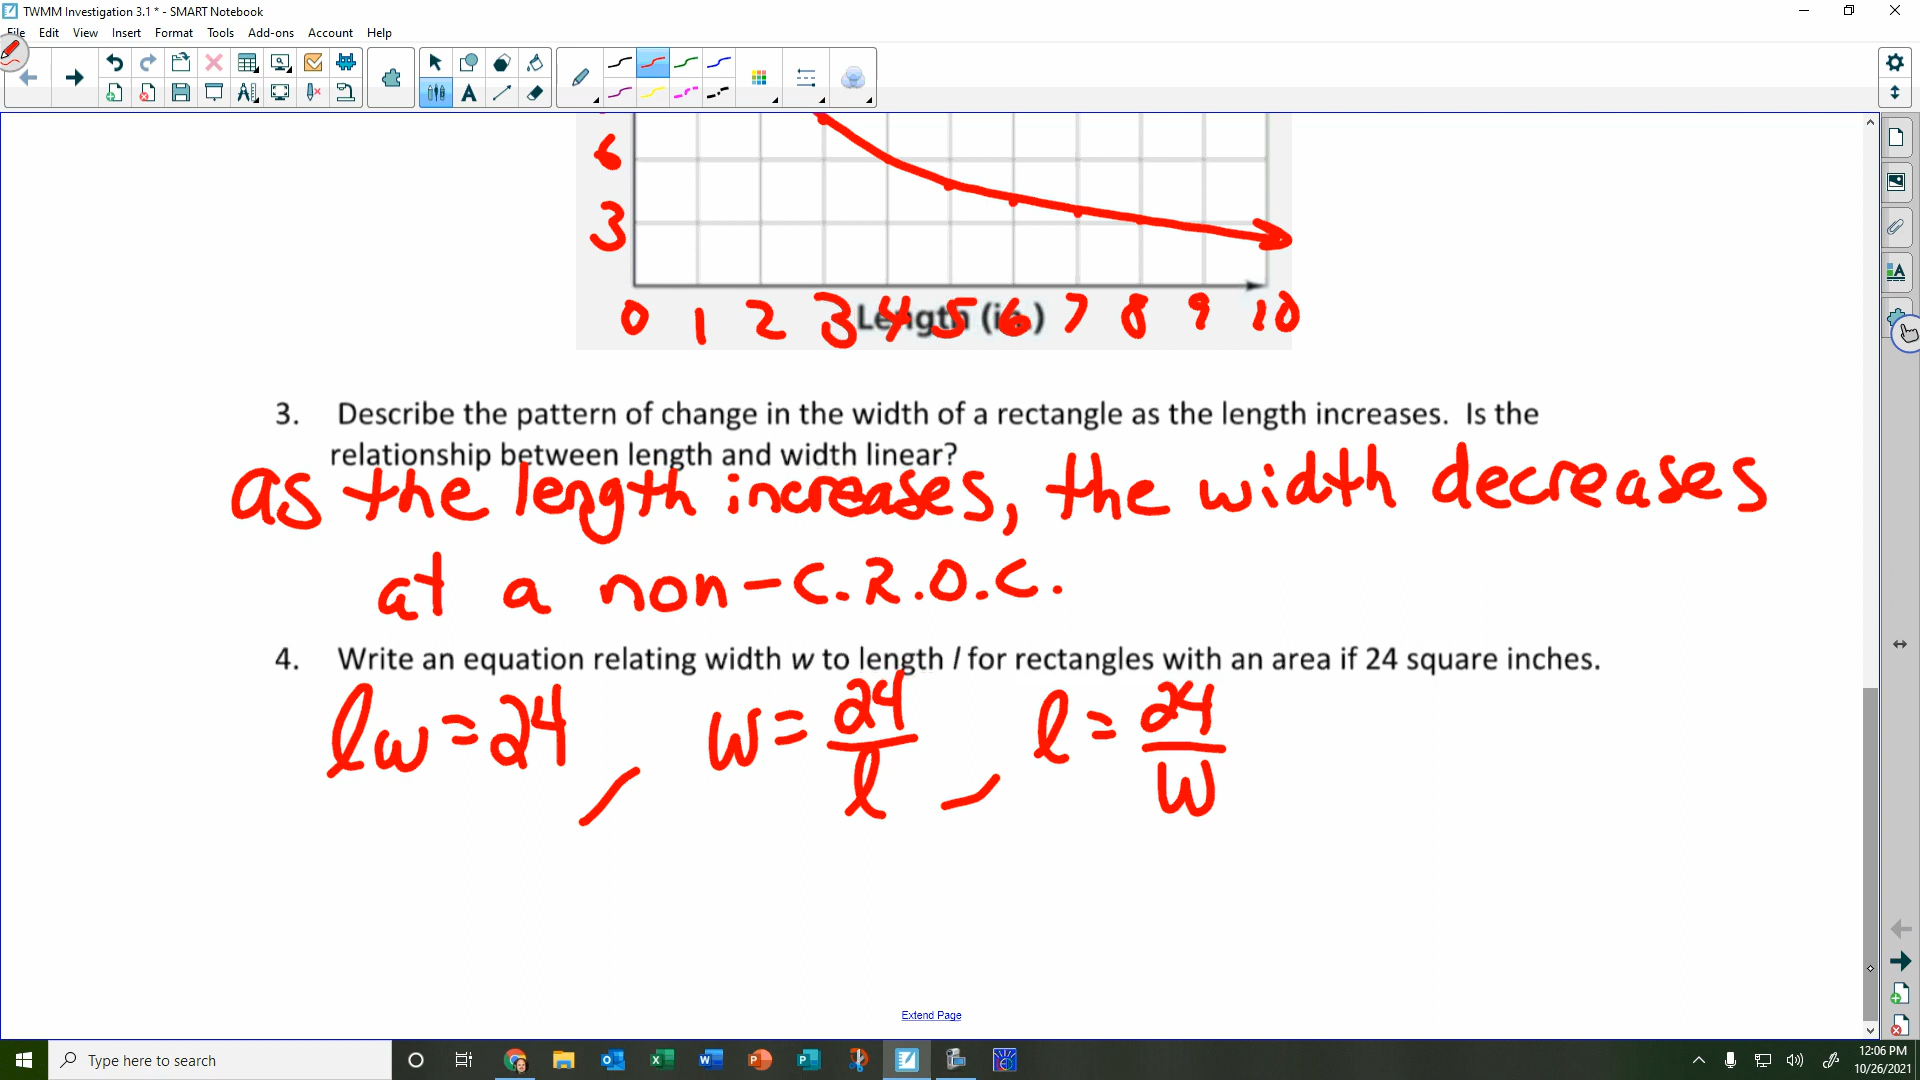 TWMM Investigation 3.1 * - SMART Notebook
File Edit View Insert Format Tools Add-ons Account Help
6
3
0 1 2 3 4 5 6 7 8 9 10
Length (in.)
3. Describe the pattern of change in the width of a rectangle as the length increases. Is the
relationship between length and width linear?
as the length increases, the width decreases
at a non-C.R.O.C.
4. Write an equation relating width w to length l for rectangles with an area if 24 square inches.
lw=24, w=24/l, l=24/w
Extend Page
Type here to search
12:06 PM
10/26/2021